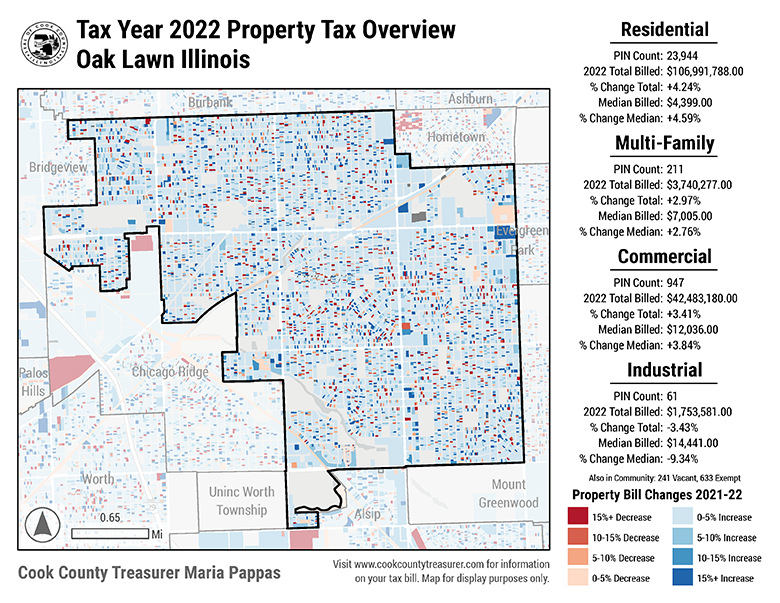 Tax Year 2022 Property Tax Overview
Oak Lawn Illinois
Burbank
Ashburn
Hometown
Bridgeview
Evergreen
Park
Palos
Hills
Chicago Ridge
Worth
Uninc Worth
Township
Alsip
Mount
Greenwood
0.65
Mi
Cook County Treasurer Maria Pappas
Visit www.cookcountytreasurer.com for information
on your tax bill. Map for display purposes only.
Residential
PIN Count: 23,944
2022 Total Billed: $106,991,788.00
% Change Total: +4.24%
Median Billed: $4,399.00
% Change Median: +4.59%
Multi-Family
PIN Count: 211
2022 Total Billed: $3,740,277.00
% Change Total: +2.97%
Median Billed: $7,005.00
% Change Median: +2.76%
Commercial
PIN Count: 947
2022 Total Billed: $42,483,180.00
% Change Total: +3.41%
Median Billed: $12,036.00
% Change Median: +3.84%
Industrial
PIN Count: 61
2022 Total Billed: $1,753,581.00
% Change Total: -3.43%
Median Billed: $14,441.00
% Change Median: -9.34%
Also in Community: 241 Vacant, 633 Exempt
Property Bill Changes 2021-22
15%+ Decrease
10-15% Decrease
5-10% Decrease
0-5% Decrease
0-5% Increase
5-10% Increase
10-15% Increase
15%+ Increase